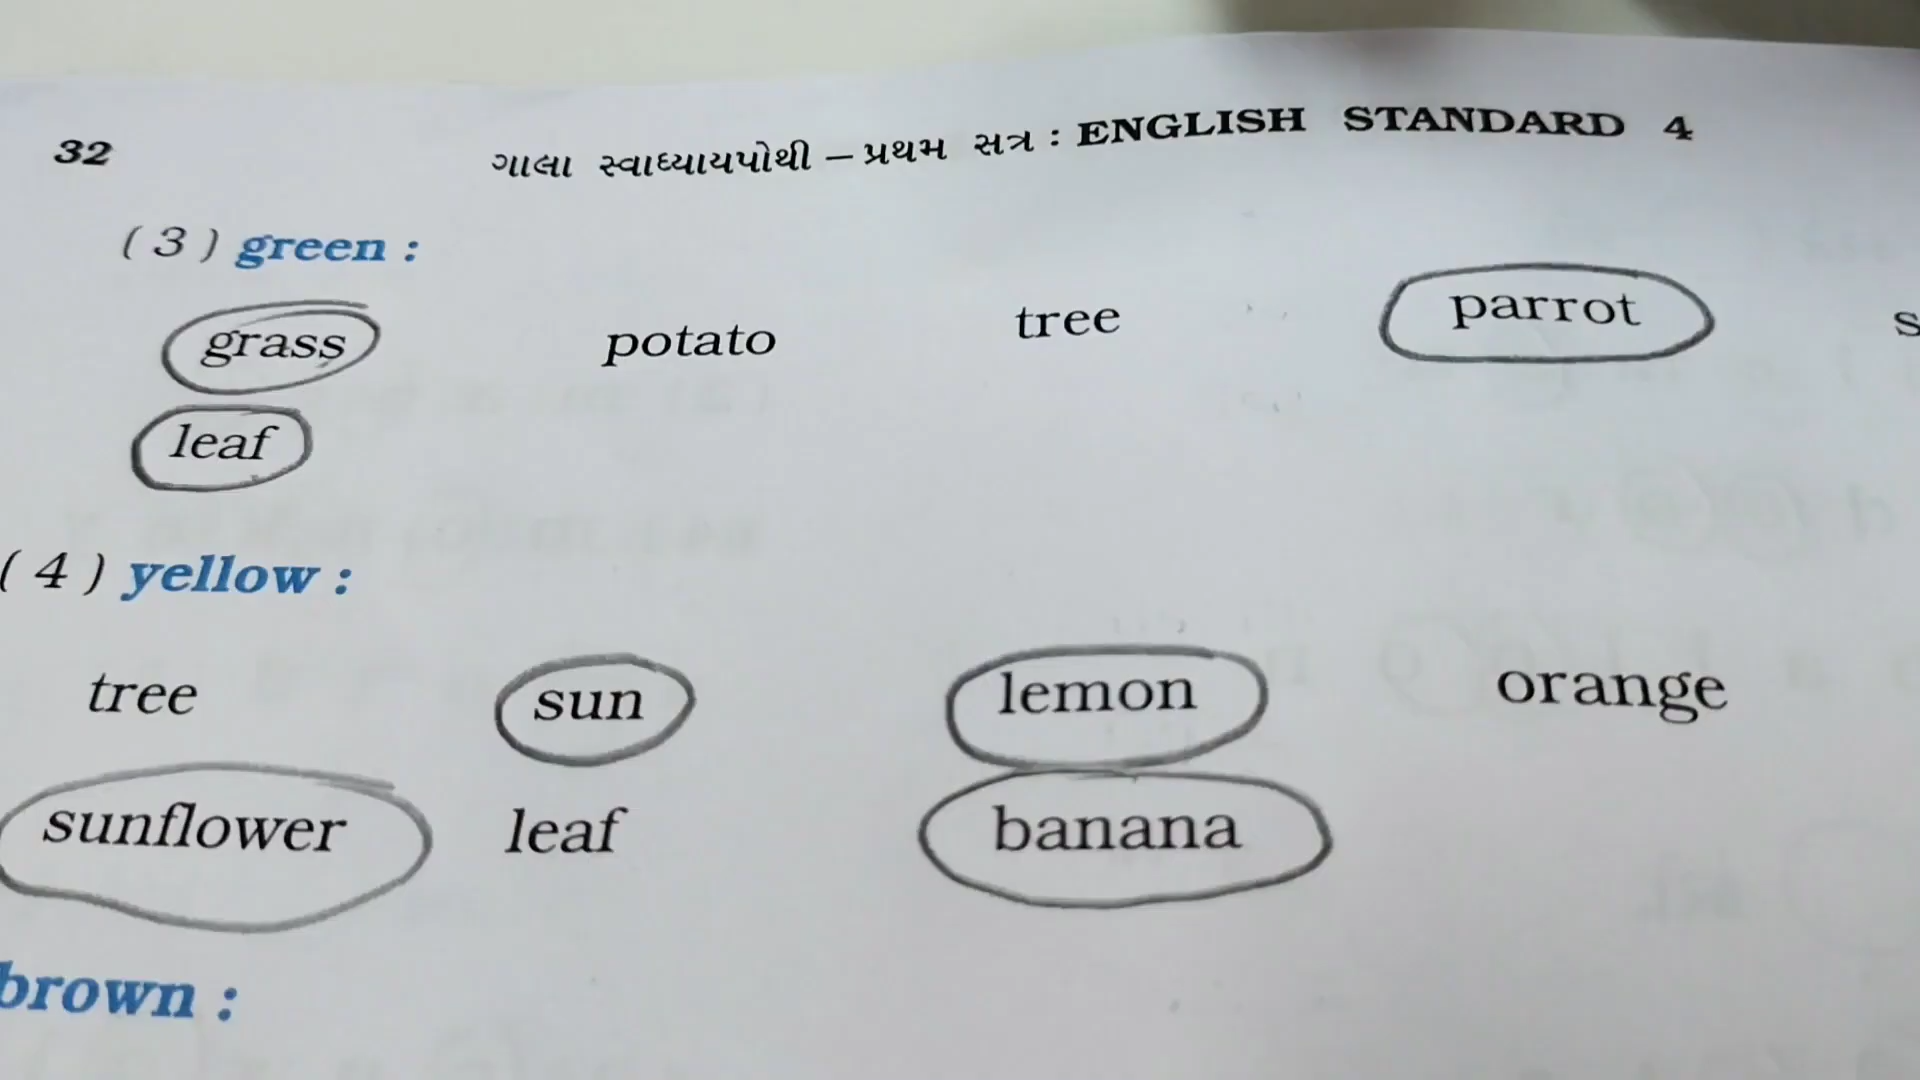 32 ગાલા સ્વાધ્યાયપોથી – પ્રથમ સત્ર : ENGLISH STANDARD 4
( 3 ) green :
grass potato tree parrot
leaf
( 4 ) yellow :
tree sun lemon orange
sunflower leaf banana
brown :